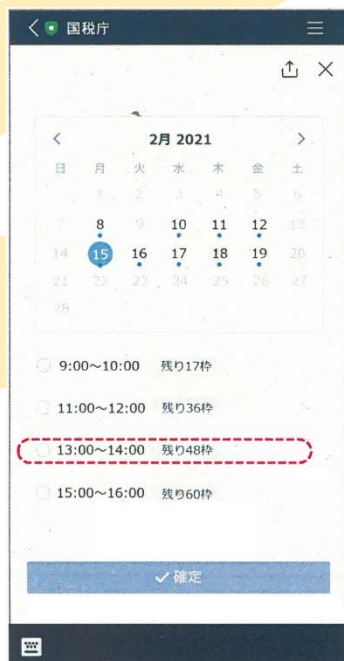 国税庁
2月 2021
日 月 火 水 木 金 土
1 2 3 4 5 6
7 8 9 10 11 12 13
14 15 16 17 18 19 20
21 22 23 24 25 26 27
28
9:00~10:00 残り17枠
11:00~12:00 残り36枠
13:00~14:00 残り48枠
15:00~16:00 残り60枠
確定